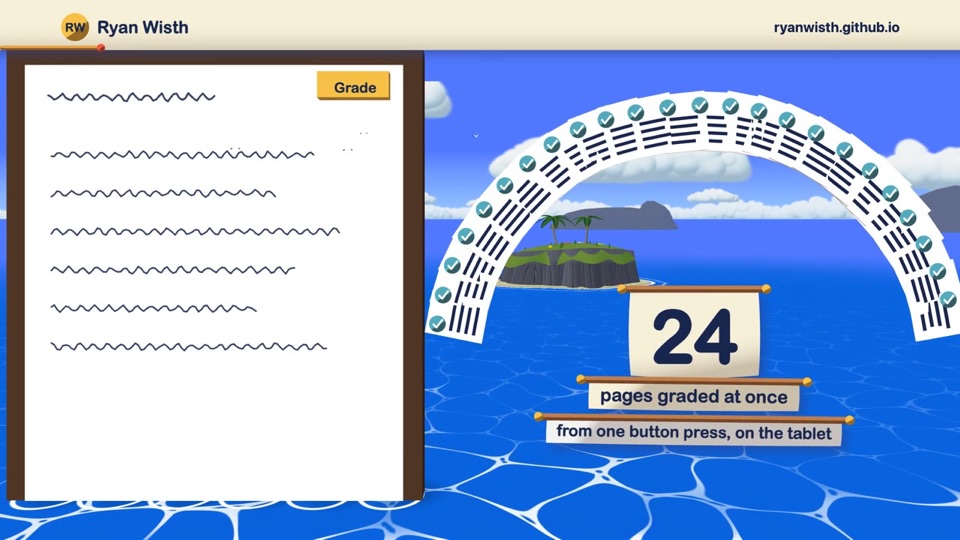 RW Ryan Wisth
ryanwisth.github.io
Grade
24
pages graded at once
from one button press, on the tablet